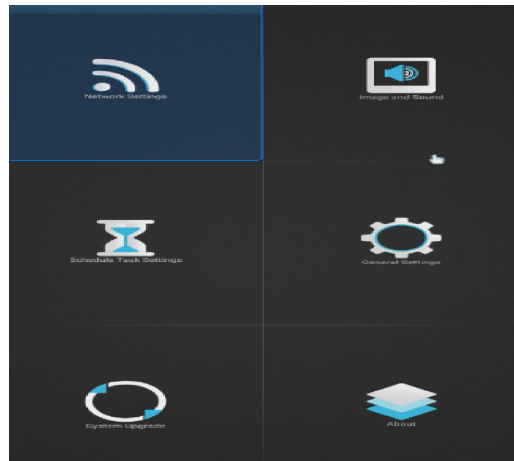 Network Settings
Image and Sound
Schedule Task Settings
General Settings
System Upgrade
About